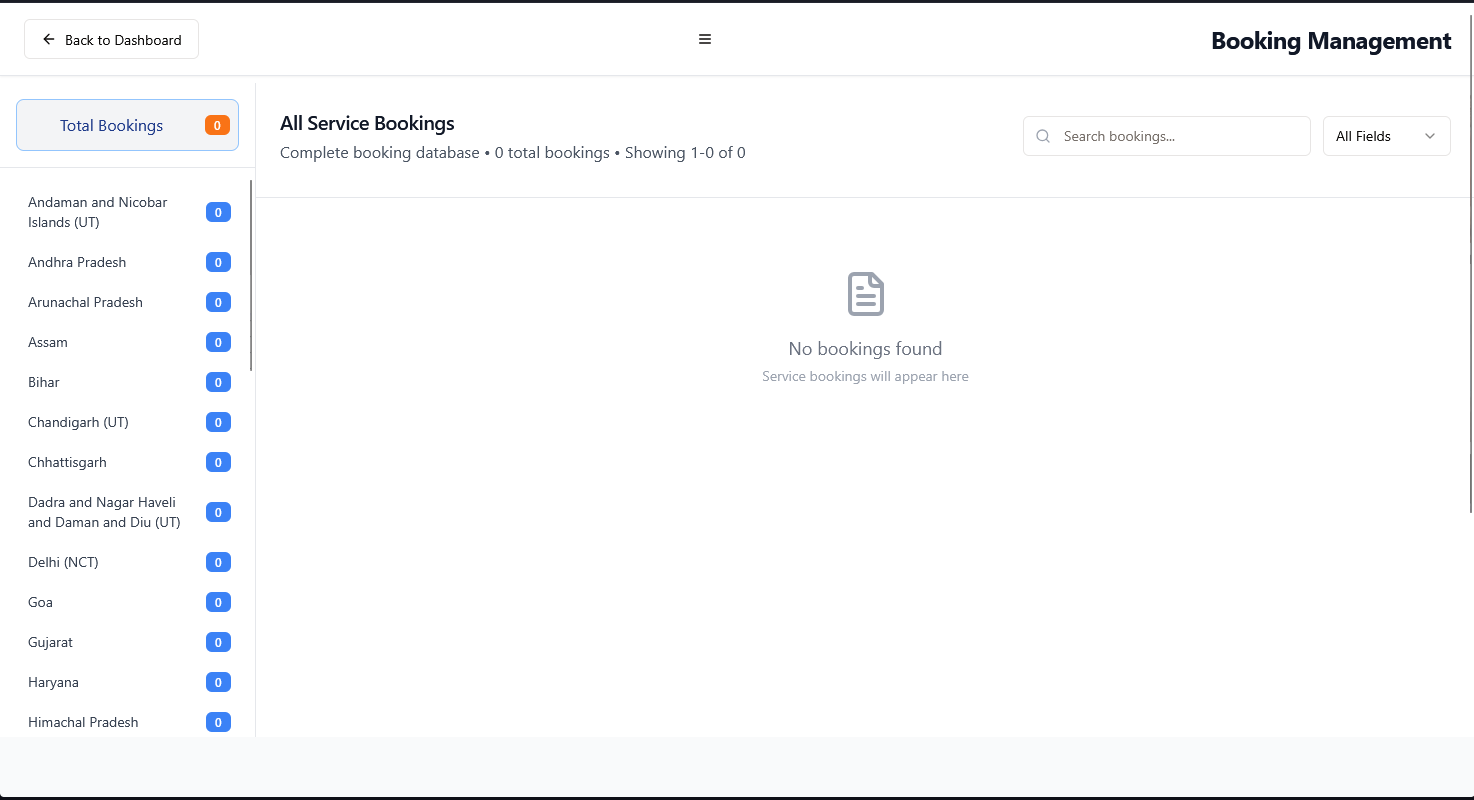 Back to Dashboard
Booking Management
Total Bookings 0
Andaman and Nicobar
Islands (UT) 0
Andhra Pradesh 0
Arunachal Pradesh 0
Assam 0
Bihar 0
Chandigarh (UT) 0
Chhattisgarh 0
Dadra and Nagar Haveli
and Daman and Diu (UT) 0
Delhi (NCT) 0
Goa 0
Gujarat 0
Haryana 0
Himachal Pradesh 0
All Service Bookings
Complete booking database • 0 total bookings • Showing 1-0 of 0
Search bookings...
All Fields
No bookings found
Service bookings will appear here